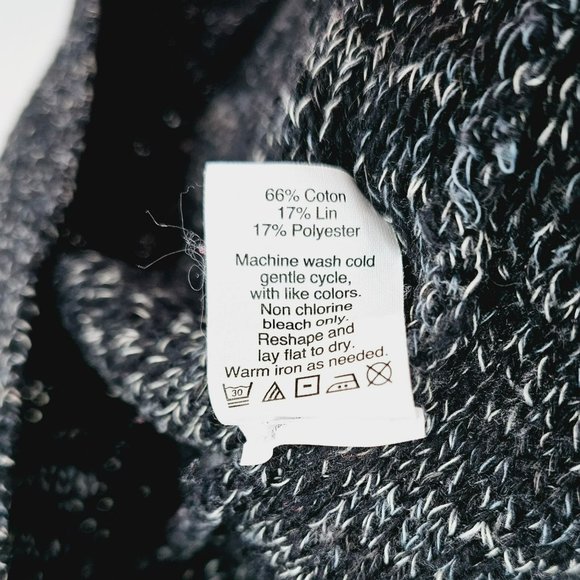 66% Coton
17% Lin
17% Polyester
Machine wash cold
gentle cycle,
with like colors.
Non chlorine
bleach only.
Reshape and
lay flat to dry.
Warm iron as needed.
30